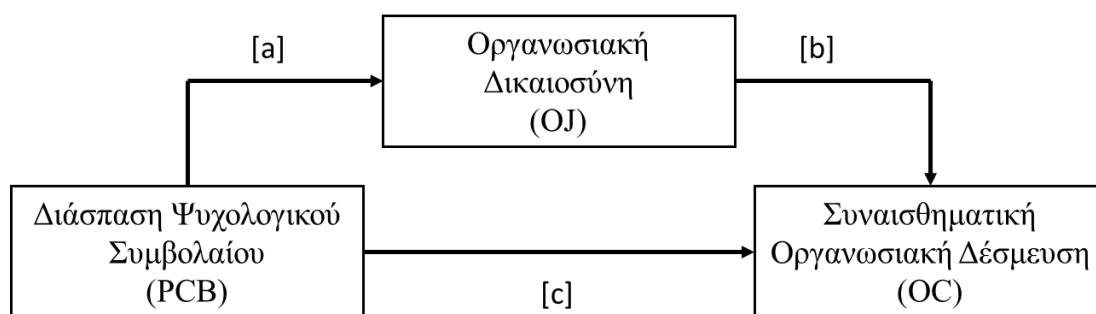 [a]
Οργανωσιακή
Δικαιοσύνη
(OJ)
[b]
Διάσπαση Ψυχολογικού
Συμβολαίου
(PCB)
[c]
Συναισθηματική
Οργανωσιακή Δέσμευση
(OC)